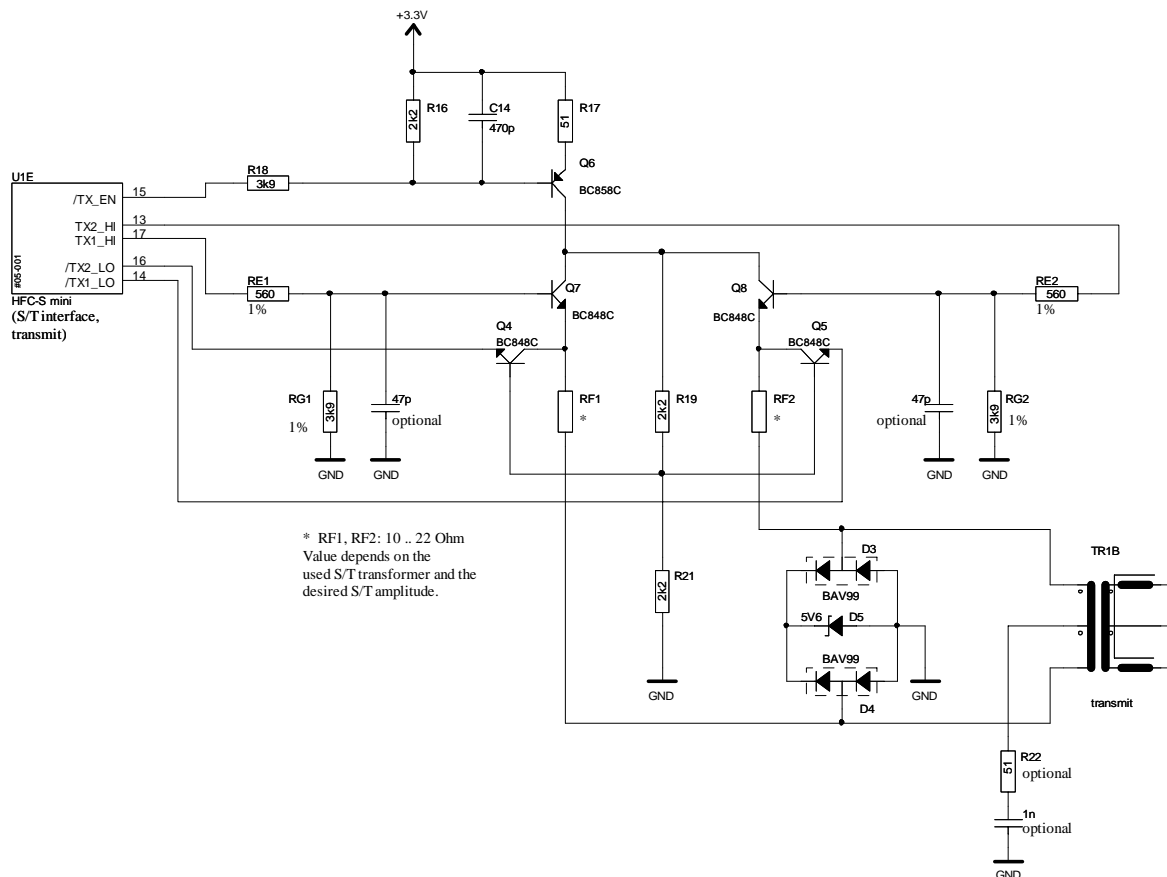 +3.3V
R16
2k2
C14
470p
R17
51
Q6
BC858C
R18
3k9
U1E
/TX_EN
15
TX2_HI
13
TX1_HI
17
/TX2_LO
16
/TX1_LO
14
#05-001
HFC-S mini
(S/T interface,
transmit)
RE1
560
1%
Q7
BC848C
Q8
BC848C
RE2
560
1%
Q4
BC848C
Q5
BC848C
RG1
3k9
1%
47p
optional
RF1
*
R19
2k2
RF2
*
47p
optional
RG2
3k9
1%
GND
GND
GND
GND
* RF1, RF2: 10 .. 22 Ohm
Value depends on the
used S/T transformer and the
desired S/T amplitude.
R21
2k2
GND
D3
BAV99
5V6
D5
BAV99
D4
GND
TR1B
transmit
R22
51
optional
1n
optional
GND